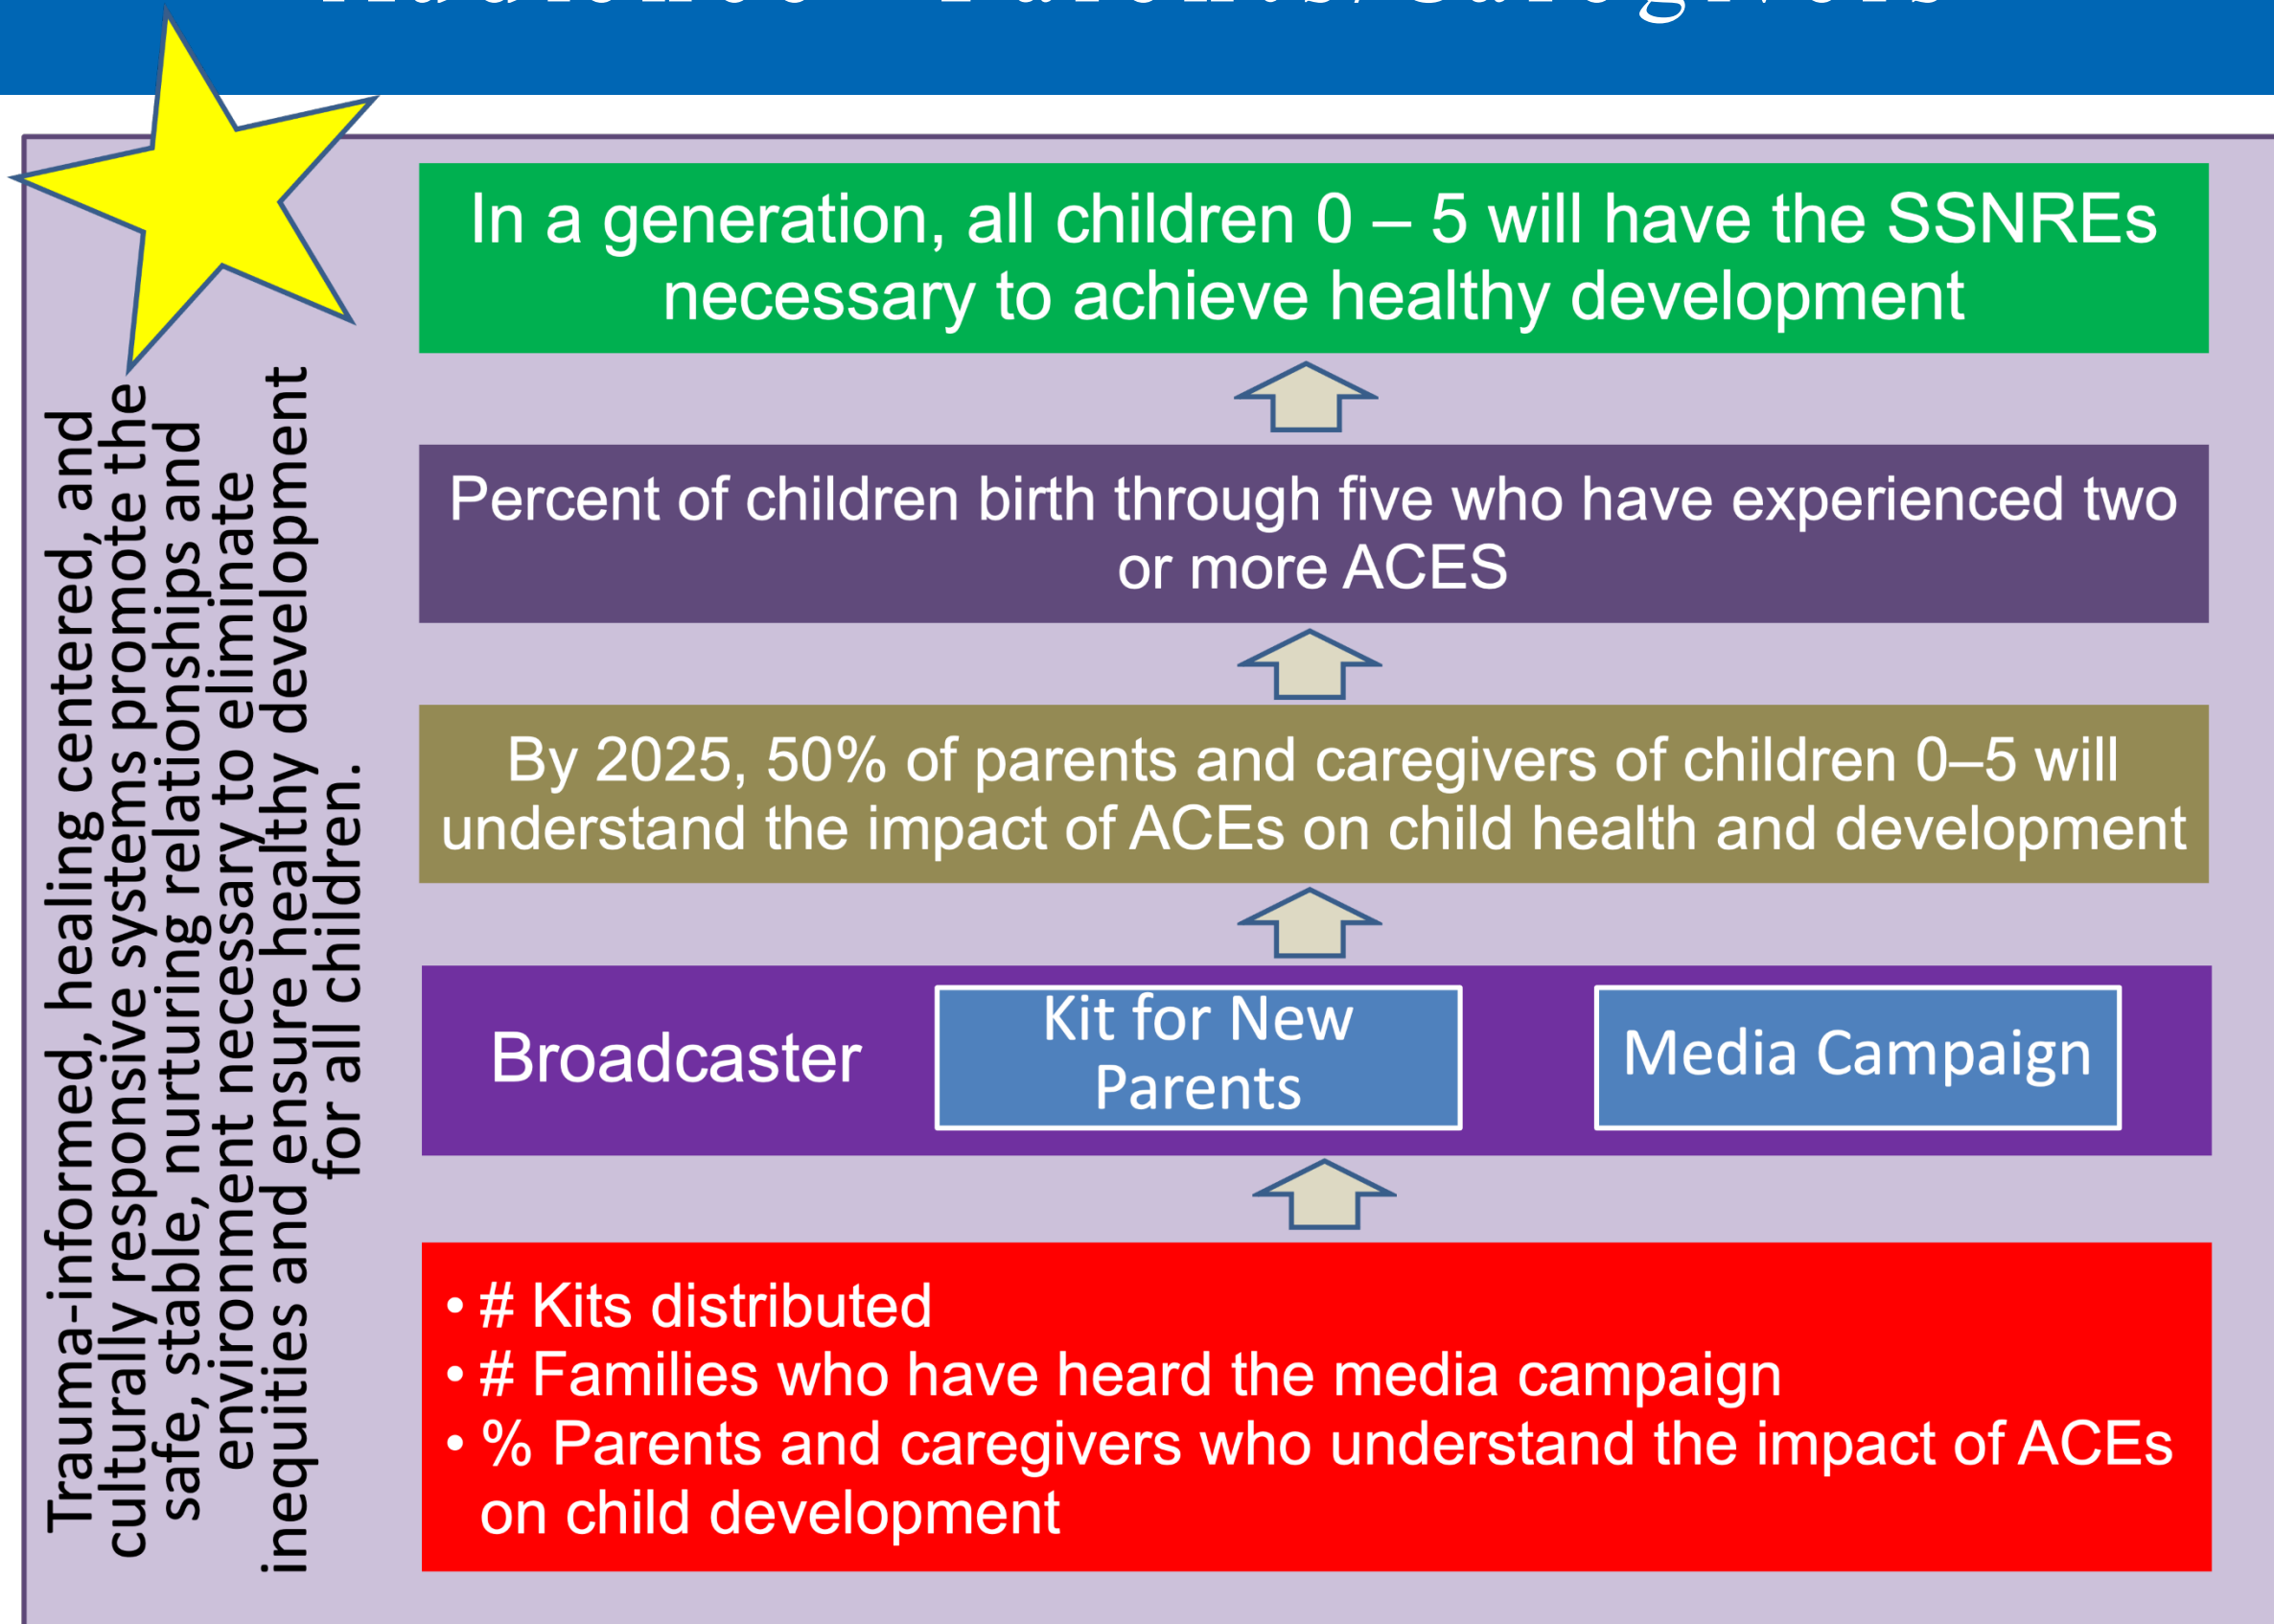 In a generation, all children 0 – 5 will have the SSNREs
necessary to achieve healthy development
Percent of children birth through five who have experienced two
or more ACES
By 2025, 50% of parents and caregivers of children 0–5 will
understand the impact of ACEs on child health and development
Broadcaster
Kit for New
Parents
Media Campaign
• # Kits distributed
• # Families who have heard the media campaign
• % Parents and caregivers who understand the impact of ACEs
on child development
Trauma-informed, healing centered, and
culturally responsive systems promote the
safe, stable, nurturing relationships and
environment necessary to eliminate
inequities and ensure healthy development
for all children.